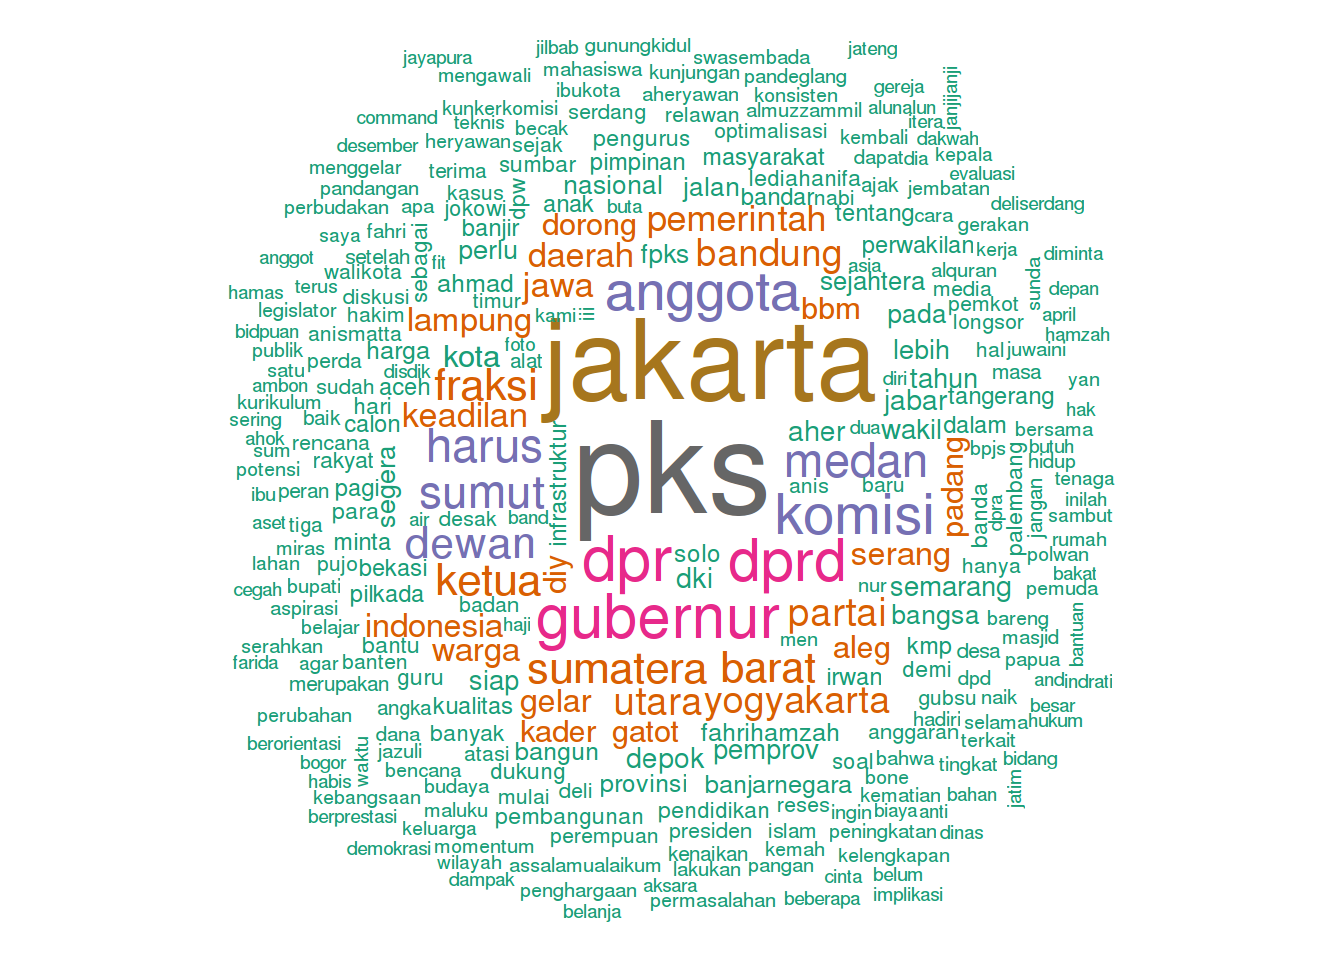 jilbab gunungkidul jateng
jayapura swasembada
mengawali mahasiswa kunjungan pandeglang
ibukota aheryawan konsisten gereja janjijanji
command kunkerkomisi serdang relawan almuzzammil alunalun
teknis becak itera
desember heryawan sejak pengurus optimalisasi kembali dakwah
menggelar terima sumbar pimpinan masyarakat dapat dia kepala
pandangan kasus dpw nasional jalan lediahanifa ajak jembatan evaluasi
perbudakan apa jokowi anak buta bandar nabi deliserdang
saya fahri banjir dorong pemerintah tentang cara gerakan
anggot setelah sebagai perlu daerah fpks bandung perwakilan kerja diminta
walikota fit asia alquran sunda
hamas terus ahmad jawa anggota sejahtera media depan
legislator diskusi timur bbm pemkot
hakim lampung kami iii pada longsor april
bidpuan anismatta hamzah
publik perda harga kota foto jakarta lebih hal juwaini
satu disdik alat masa
ambon sudah aceh fraksi diri tahun yan
kurikulum hari keadilan jabar tangerang hak
sering baik calon aher dua wakil dalam bersama
ahok rencana harus infrastruktur pks medan padang bpjs butuh
sum rakyat hidup
potensi segera anis baru palembang tenaga
ibu peran pagi sumut komisi banda dpra jangan inilah
aset tiga para air desak band sambut
miras minta dewan dpr solo dprd serang rumah
lahan pujo bekasi diy dki hanya polwan
cegah bupati pilkada ketua nur semarang bakat pemuda
aspirasi badan gubernur partai bangsa bareng
belajar indonesia haji bantuan
serahkan bantu warga men aleg kmp desa masjid
farida agar banten sumatera barat irwan demi dpd papua
merupakan guru siap and indrati
perubahan angka kualitas gelar utara yogyakarta gubsu naik besar
hadiri selama hukum
berorientasi waktu dana banyak kader gatot fahrihamzah anggaran terkait
bogor jazuli atasi bangun depok pemprov soal bahwa tingkat bidang
habis bencana dukung bone jatim
kebangsaan budaya mulai deli provinsi banjarnegara kematian bahan
berprestasi maluku pembangunan pendidikan reses ingin biaya anti
keluarga perempuan presiden islam peningkatan dinas
demokrasi momentum kenaikan kemah kelengkapan
wilayah assalamualaikum lakukan pangan
dampak aksara cinta belum
penghargaan permasalahan beberapa implikasi
belanja